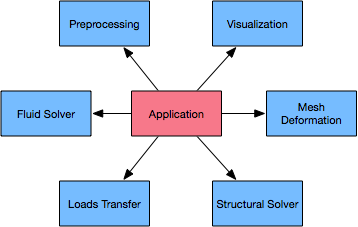 Preprocessing
Visualization
Fluid Solver
Application
Mesh
Deformation
Loads Transfer
Structural Solver